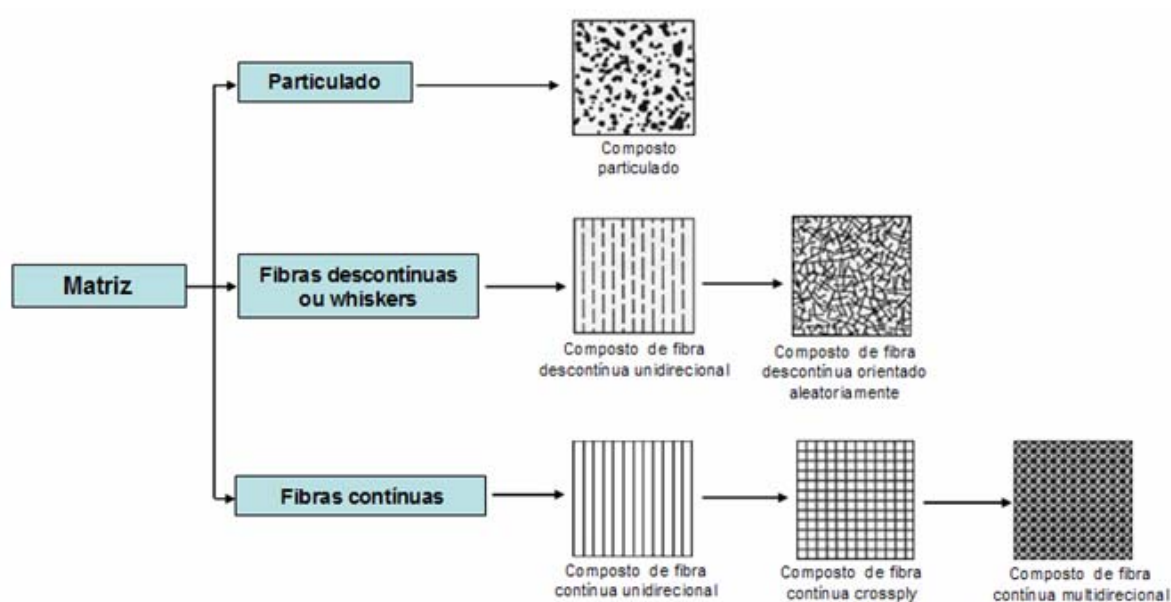 Particulado
Composto
particulado
Matriz
Fibras descontínuas
ou whiskers
Composto de fibra
descontínua unidirecional
Composto de fibra
descontínua orientado
aleatoriamente
Fibras contínuas
Composto de fibra
contínua unidirecional
Composto de fibra
contínua crossply
Composto de fibra
contínua multidirecional